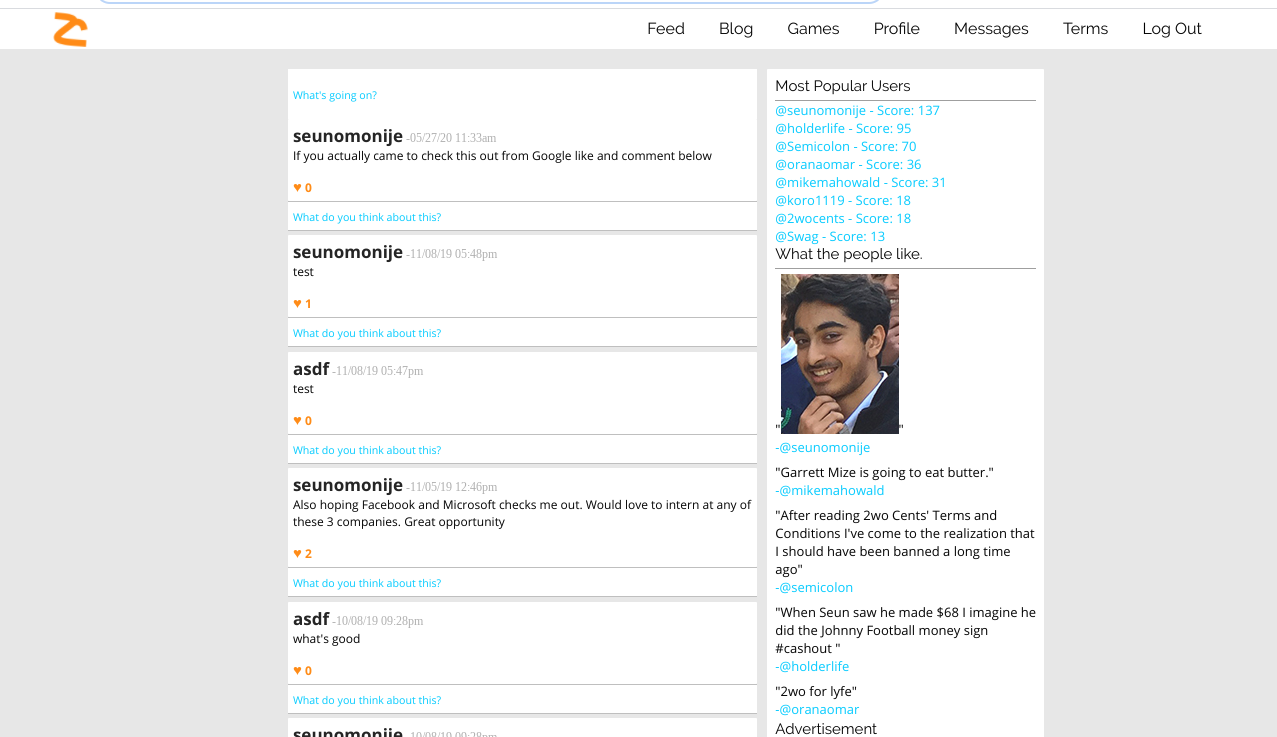 Feed Blog Games Profile Messages Terms Log Out
What's going on?
seunomonije -05/27/20 11:33am
If you actually came to check this out from Google like and comment below
♥ 0
What do you think about this?
seunomonije -11/08/19 05:48pm
test
♥ 1
What do you think about this?
asdf -11/08/19 05:47pm
test
♥ 0
What do you think about this?
seunomonije -11/05/19 12:46pm
Also hoping Facebook and Microsoft checks me out. Would love to intern at any of
these 3 companies. Great opportunity
♥ 2
What do you think about this?
asdf -10/08/19 09:28pm
what's good
♥ 0
What do you think about this?
seunomonije -10/08/19 09:28pm
Most Popular Users
@seunomonije - Score: 137
@holderlife - Score: 95
@Semicolon - Score: 70
@oranaomar - Score: 36
@mikemahowald - Score: 31
@koro1119 - Score: 18
@2wocents - Score: 18
@Swag - Score: 13
What the people like.
" "
-@seunomonije
"Garrett Mize is going to eat butter."
-@mikemahowald
"After reading 2wo Cents' Terms and
Conditions I've come to the realization that
I should have been banned a long time
ago"
-@semicolon
"When Seun saw he made $68 I imagine he
did the Johnny Football money sign
#cashout "
-@holderlife
"2wo for lyfe"
-@oranaomar
Advertisement